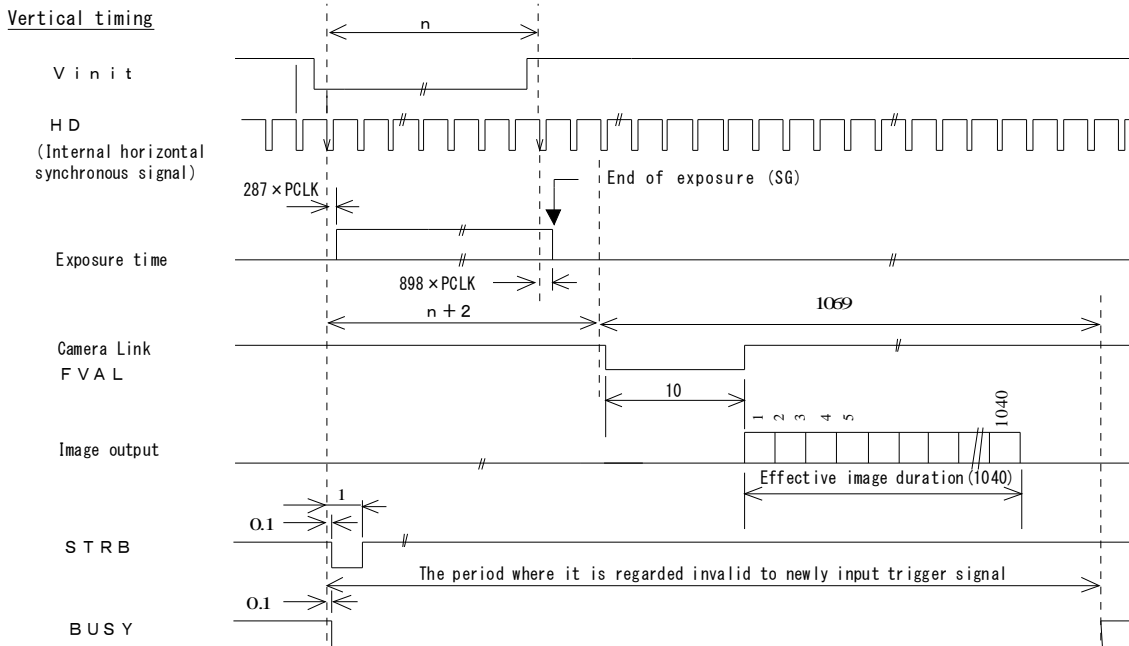 Vertical timing
n
Ｖｉｎｉｔ
ＨＤ
(Internal horizontal
synchronous signal)
287×PCLK
End of exposure (SG)
Exposure time
898×PCLK
n+2
1069
Camera Link
ＦＶＡＬ
10
1 2 3 4 5 1040
Image output
Effective image duration(1040)
1
0.1
ＳＴＲＢ
The period where it is regarded invalid to newly input trigger signal
0.1
ＢＵＳＹ